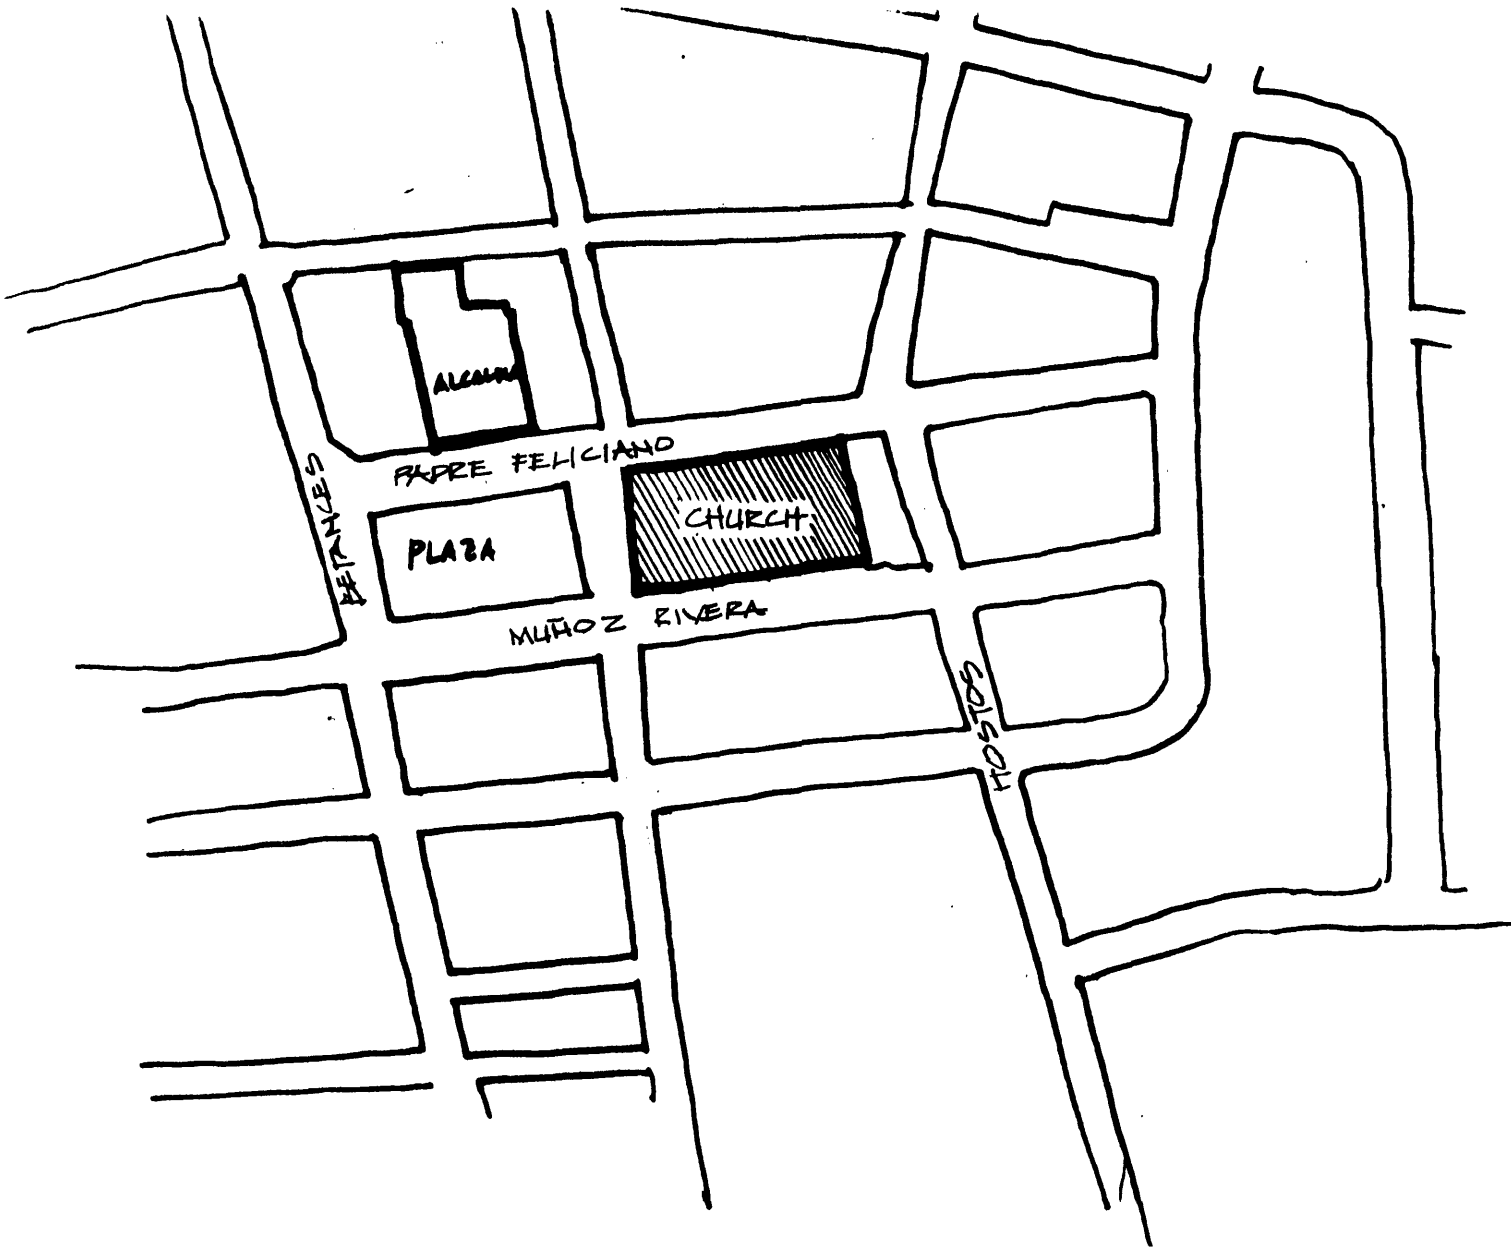 ALCALDIA
PADRE FELICIANO
BETANCES
CHURCH
PLAZA
MUÑOZ RIVERA
HOSTOS